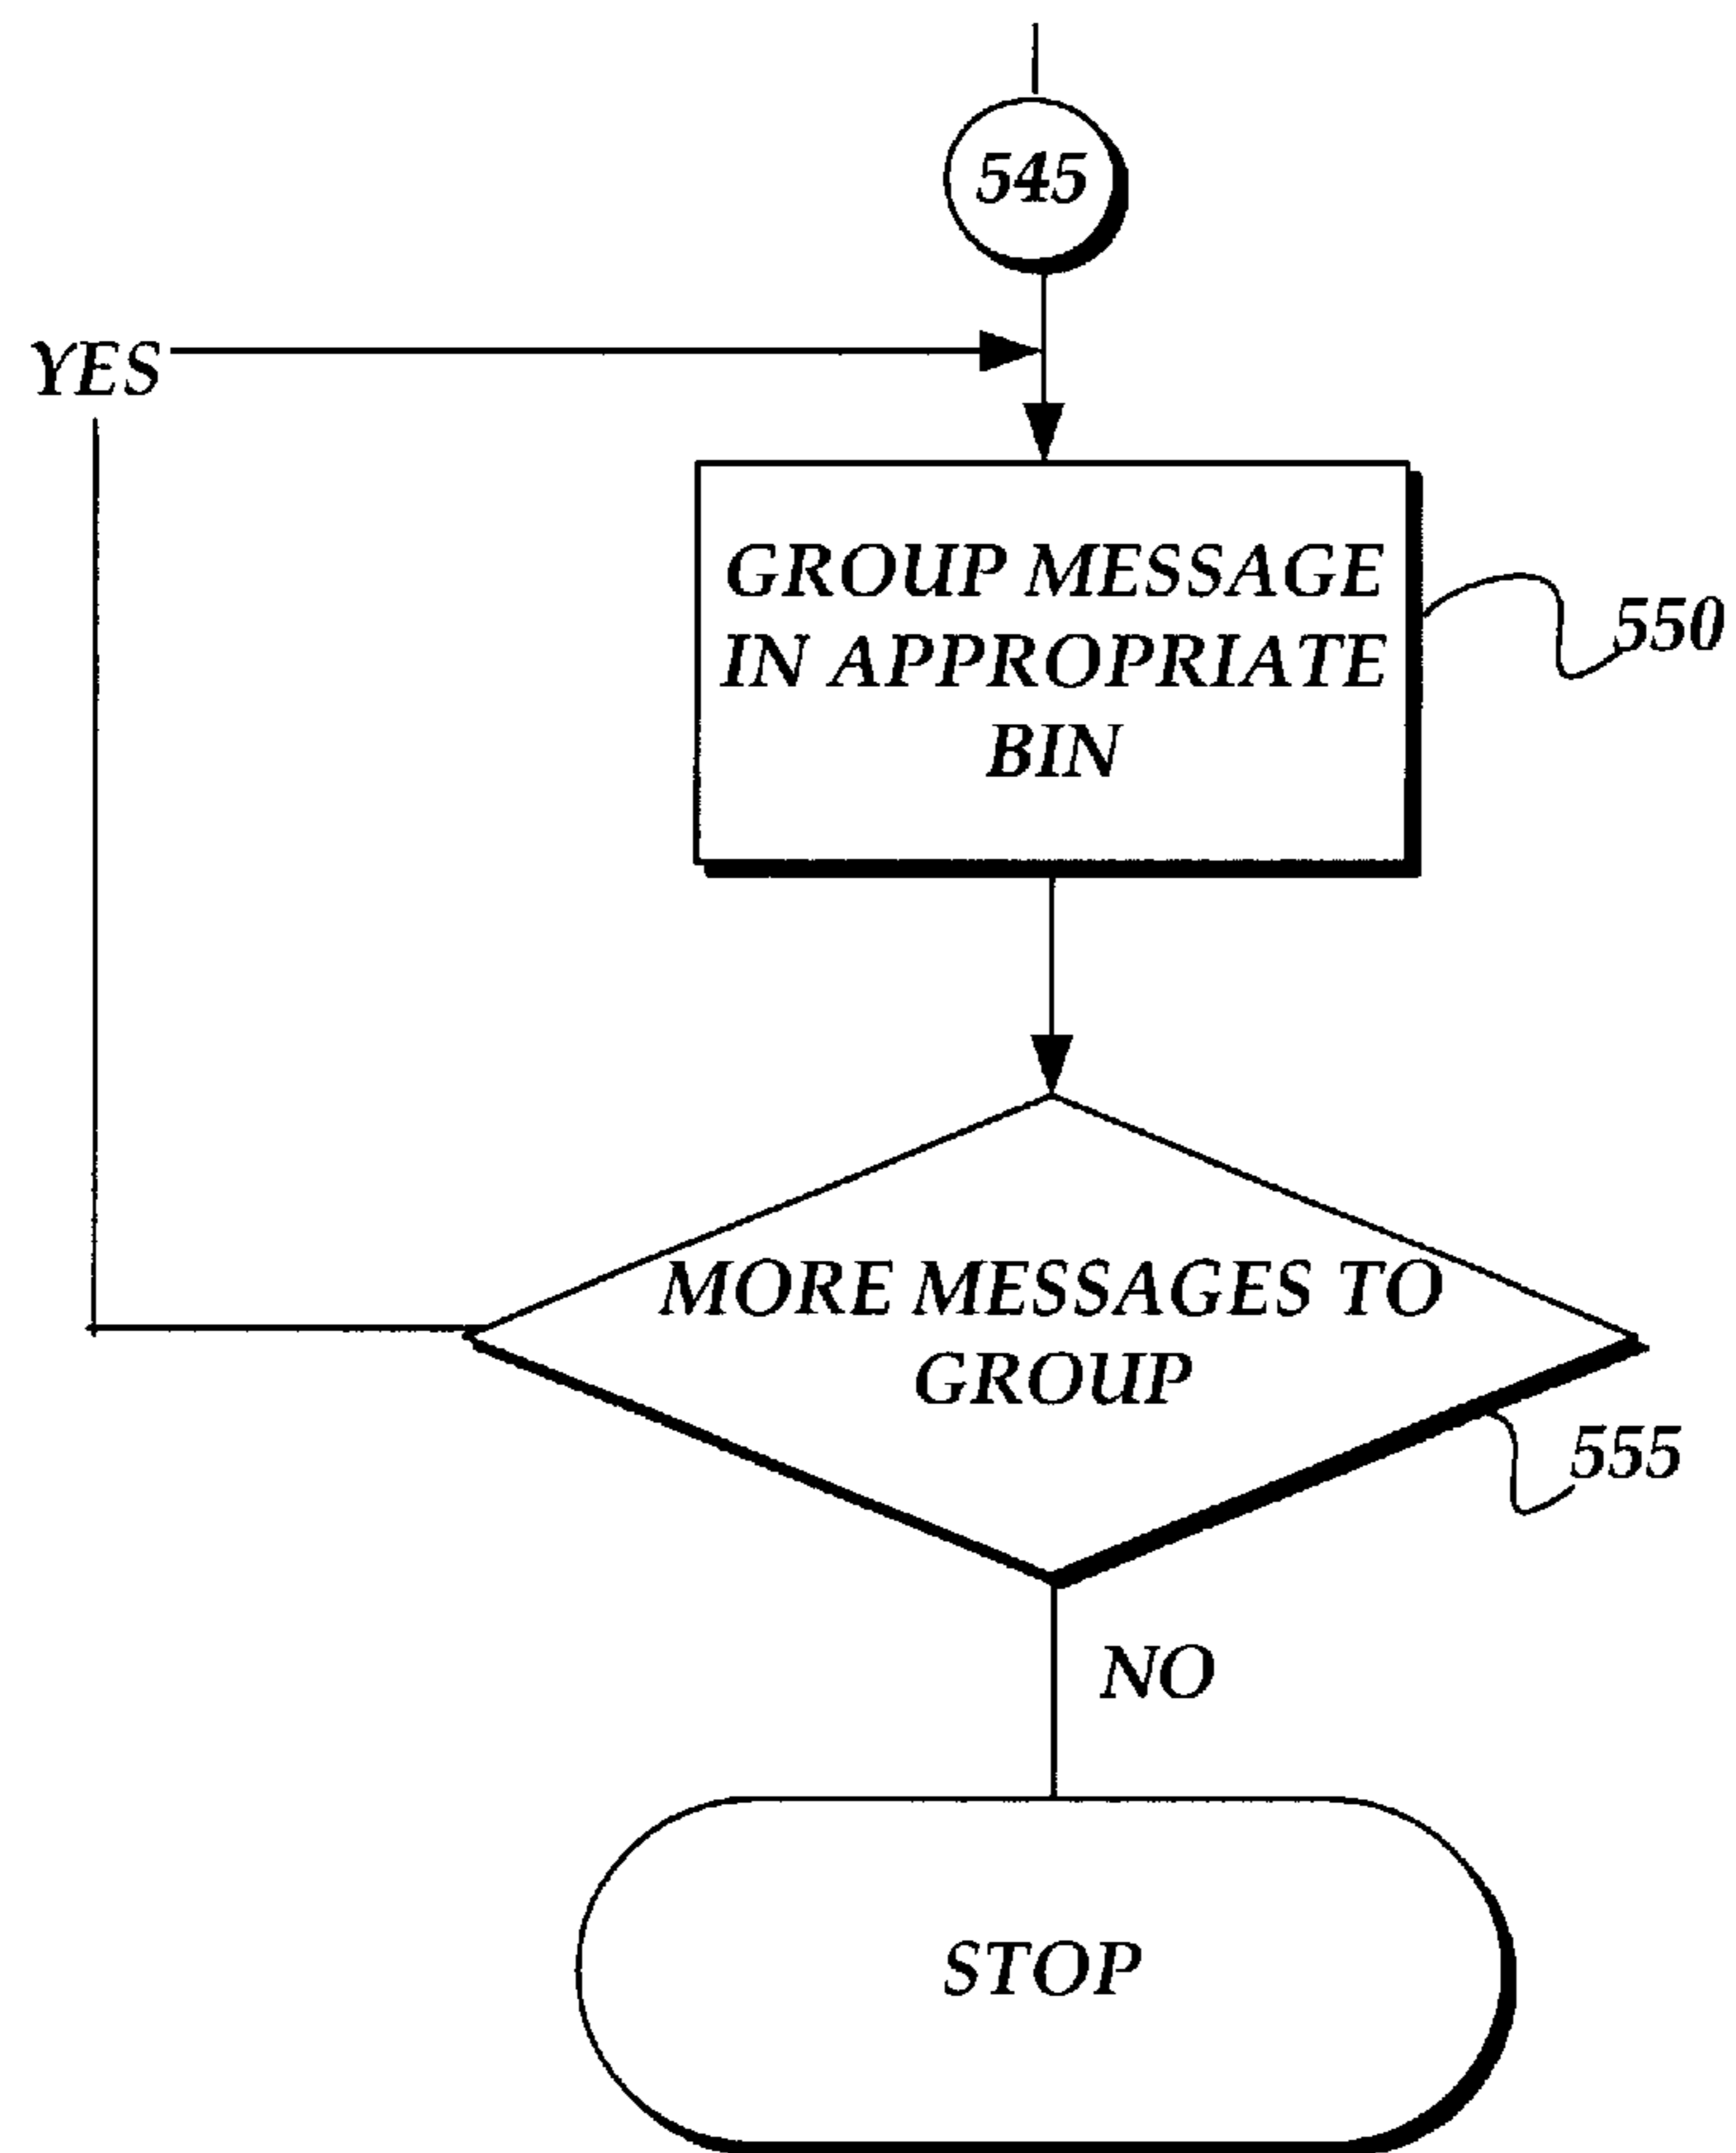 545
YES
GROUP MESSAGE
IN APPROPRIATE
BIN
550
MORE MESSAGES TO
GROUP
555
NO
STOP